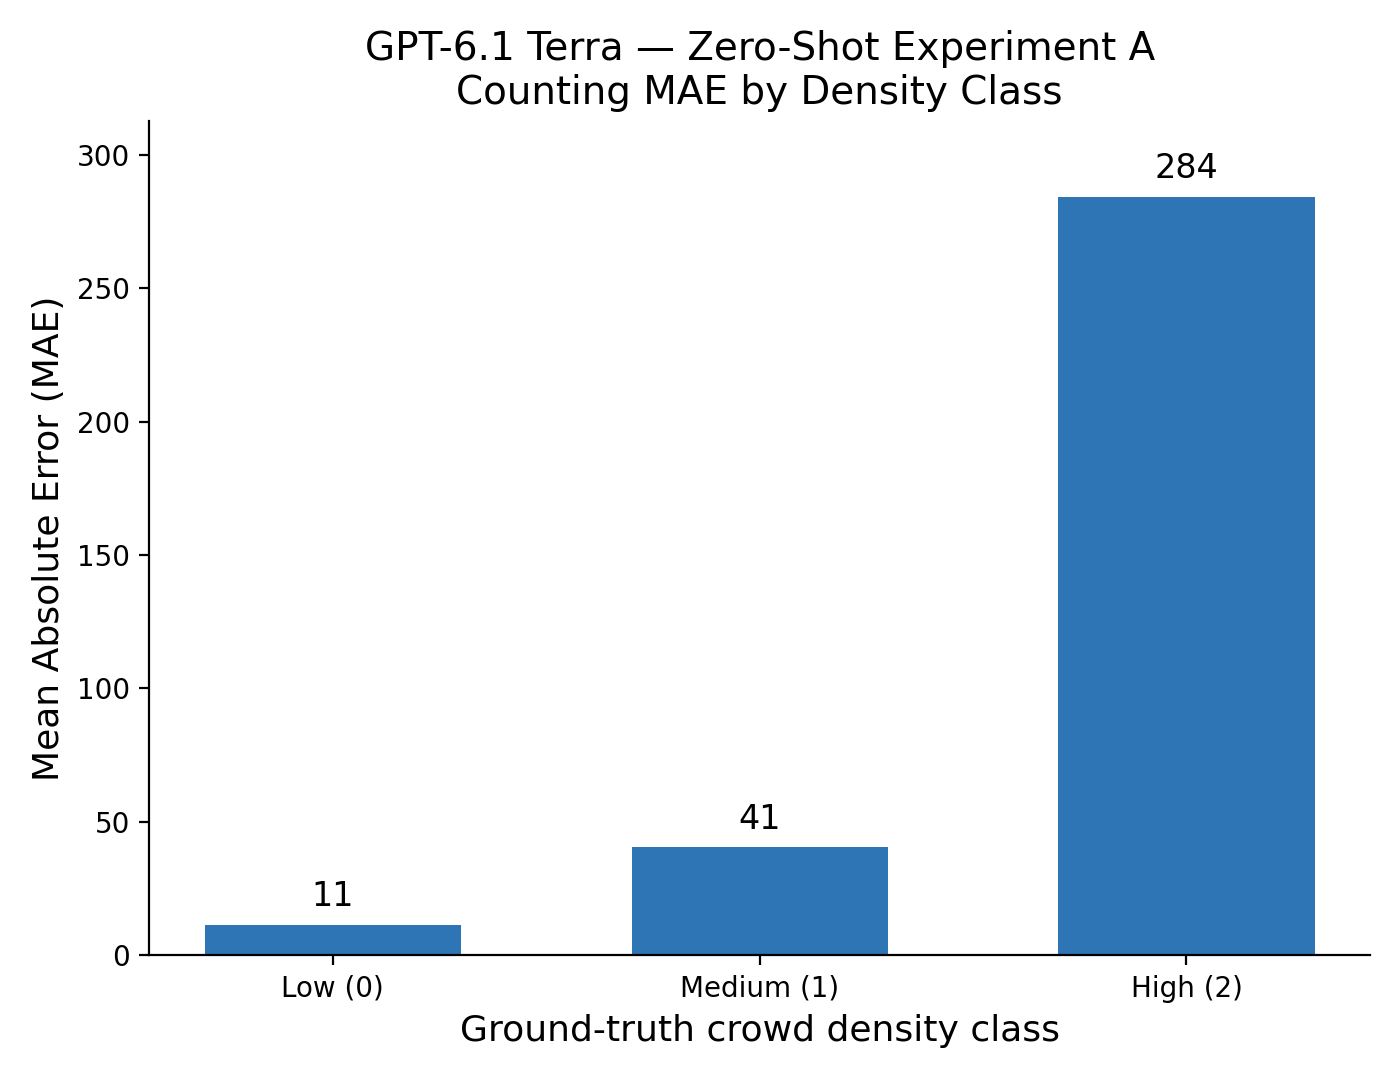 GPT-6.1 Terra — Zero-Shot Experiment A
Counting MAE by Density Class
Mean Absolute Error (MAE)
300
250
200
150
100
50
0
11
41
284
Low (0)
Medium (1)
High (2)
Ground-truth crowd density class